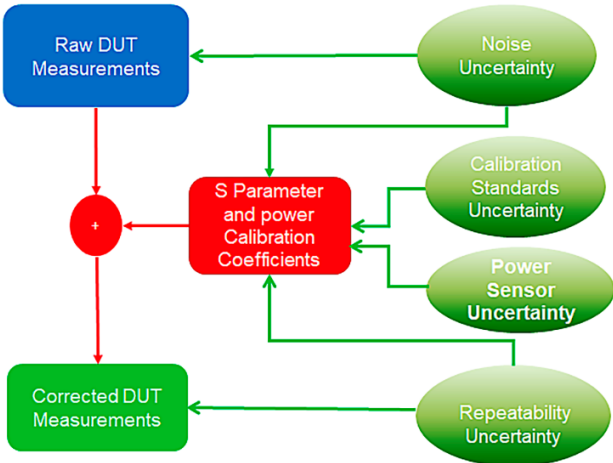 Raw DUT
Measurements
Noise
Uncertainty
Calibration
Standards
Uncertainty
S Parameter
and power
Calibration
Coefficients
+
Power
Sensor
Uncertainty
Corrected DUT
Measurements
Repeatability
Uncertainty